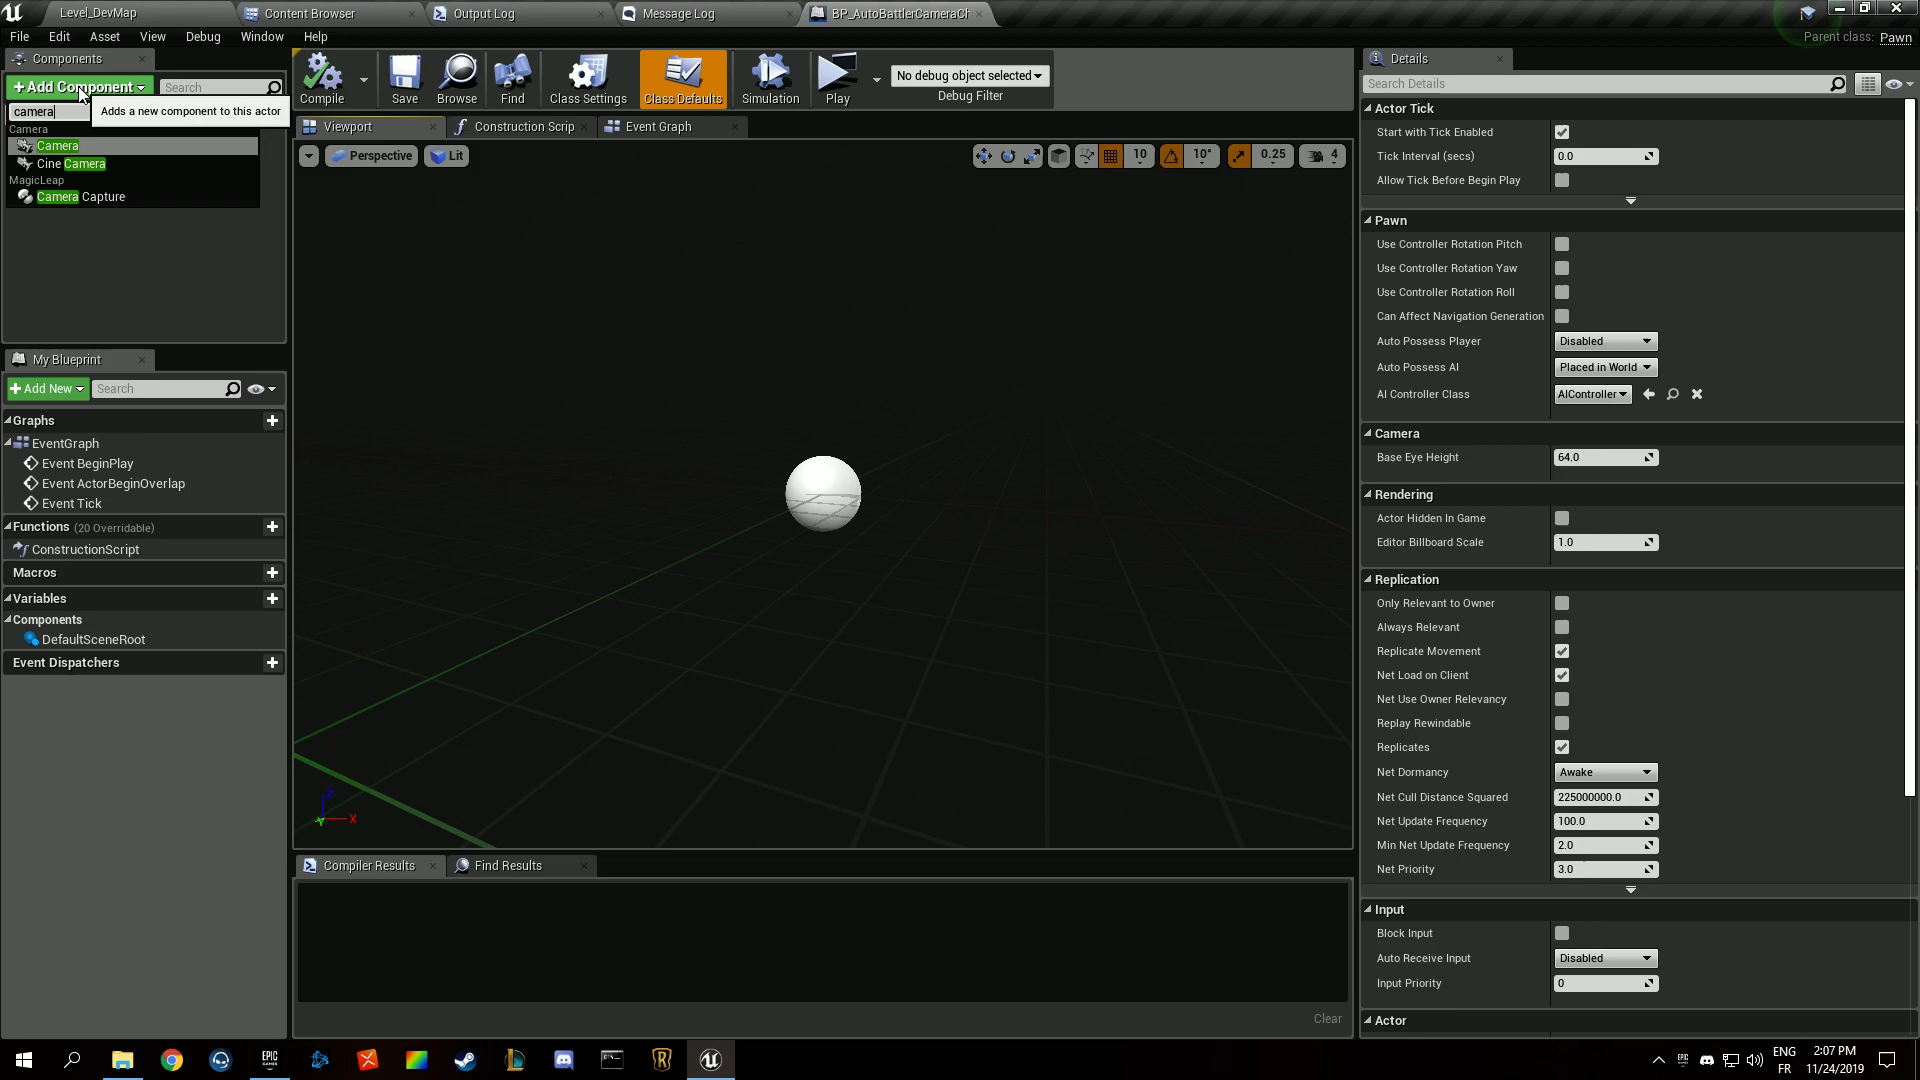 Level_DevMap
Content Browser
Output Log
Message Log
BP_AutoBattlerCameraCh
File
Edit
Asset
View
Debug
Window
Help
Parent class: Pawn
Components
+Add Component
Search
camera
Adds a new component to this actor
Camera
Camera
Cine Camera
MagicLeap
Camera Capture
Compile
Save
Browse
Find
Class Settings
Class Defaults
Simulation
Play
No debug object selected
Debug Filter
Viewport
Construction Scrip
Event Graph
Perspective
Lit
10
10°
0.25
4
Z
X
Y
My Blueprint
+Add New
Search
Graphs
EventGraph
Event BeginPlay
Event ActorBeginOverlap
Event Tick
Functions (20 Overridable)
ConstructionScript
Macros
Variables
Components
DefaultSceneRoot
Event Dispatchers
Compiler Results
Find Results
Clear
Details
Search Details
Actor Tick
Start with Tick Enabled
Tick Interval (secs) 0.0
Allow Tick Before Begin Play
Pawn
Use Controller Rotation Pitch
Use Controller Rotation Yaw
Use Controller Rotation Roll
Can Affect Navigation Generation
Auto Possess Player Disabled
Auto Possess AI Placed in World
AI Controller Class AIController
Camera
Base Eye Height 64.0
Rendering
Actor Hidden In Game
Editor Billboard Scale 1.0
Replication
Only Relevant to Owner
Always Relevant
Replicate Movement
Net Load on Client
Net Use Owner Relevancy
Replay Rewindable
Replicates
Net Dormancy Awake
Net Cull Distance Squared 225000000.0
Net Update Frequency 100.0
Min Net Update Frequency 2.0
Net Priority 3.0
Input
Block Input
Auto Receive Input Disabled
Input Priority 0
Actor
EPIC GAMES
ENG
FR
2:07 PM
11/24/2019